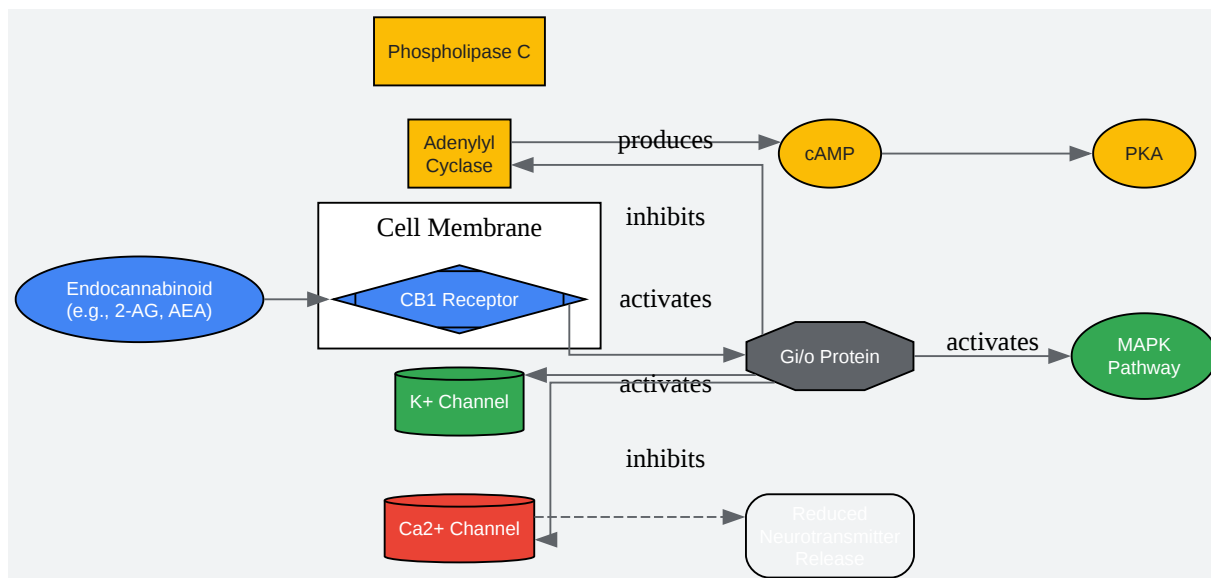 Phospholipase C
Adenylyl
Cyclase
produces
cAMP
PKA
inhibits
Cell Membrane
Endocannabinoid
(e.g., 2-AG, AEA)
CB1 Receptor
activates
Gi/o Protein
activates
MAPK
Pathway
K+ Channel
activates
inhibits
Ca2+ Channel
Reduced
Neurotransmitter
Release